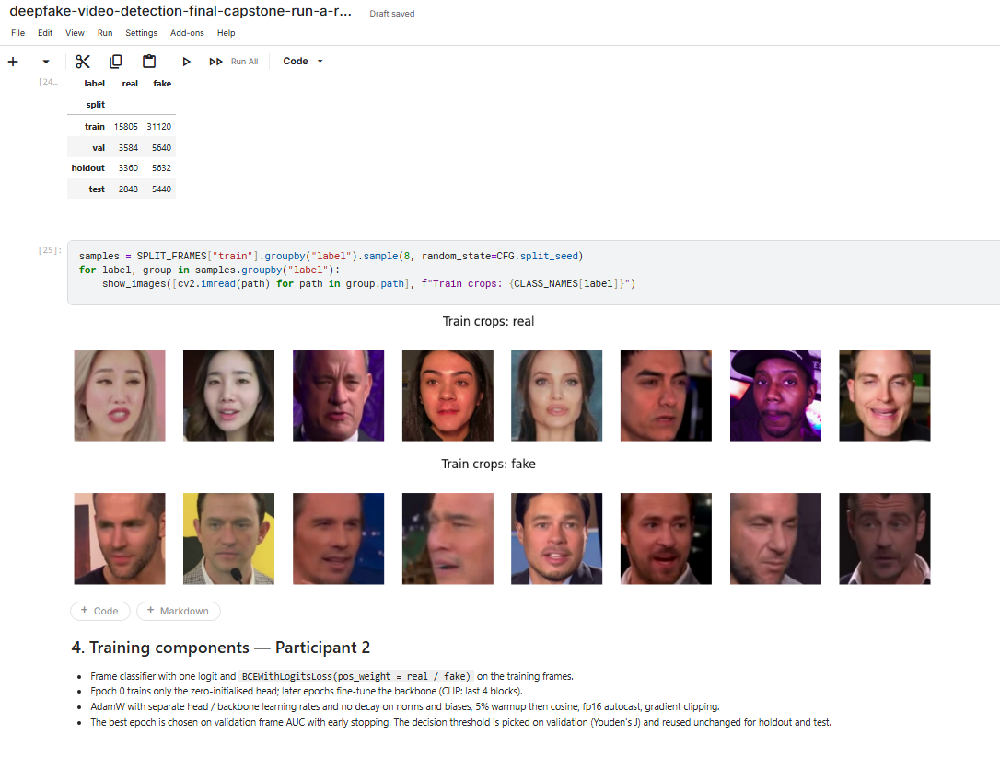 deepfake-video-detection-final-capstone-run-a-r... Draft saved
File Edit View Run Settings Add-ons Help
+ Run All Code
[24... label real fake
split
train 15805 31120
val 3584 5640
holdout 3360 5632
test 2848 5440
[25]: samples = SPLIT_FRAMES["train"].groupby("label").sample(8, random_state=CFG.split_seed)
for label, group in samples.groupby("label"):
    show_images([cv2.imread(path) for path in group.path], f"Train crops: {CLASS_NAMES[label]}")
Train crops: real
Train crops: fake
+ Code + Markdown
4. Training components — Participant 2
• Frame classifier with one logit and BCEWithLogitsLoss(pos_weight = real / fake) on the training frames.
• Epoch 0 trains only the zero-initialised head; later epochs fine-tune the backbone (CLIP: last 4 blocks).
• AdamW with separate head / backbone learning rates and no decay on norms and biases, 5% warmup then cosine, fp16 autocast, gradient clipping.
• The best epoch is chosen on validation frame AUC with early stopping. The decision threshold is picked on validation (Youden's J) and reused unchanged for holdout and test.